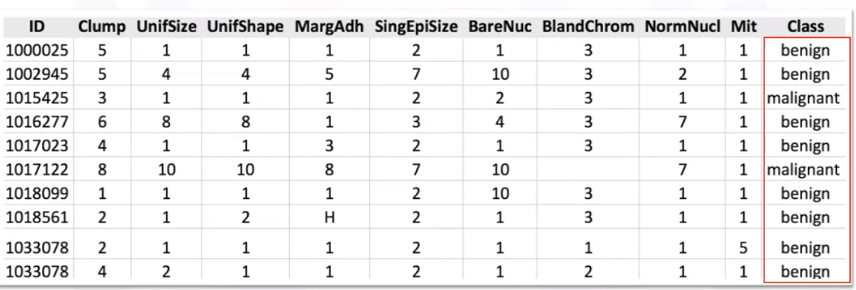 ID Clump UnifSize UnifShape MargAdh SingEpiSize BareNuc BlandChrom NormNucl Mit Class
1000025 5 1 1 1 2 1 3 1 1 benign
1002945 5 4 4 5 7 10 3 2 1 benign
1015425 3 1 1 1 2 2 3 1 1 malignant
1016277 6 8 8 1 3 4 3 7 1 benign
1017023 4 1 1 3 2 1 3 1 1 benign
1017122 8 10 10 8 7 10 7 1 malignant
1018099 1 1 1 1 2 10 3 1 1 benign
1018561 2 1 2 H 2 1 3 1 1 benign
1033078 2 1 1 1 2 1 1 1 5 benign
1033078 4 2 1 1 2 1 2 1 1 benign